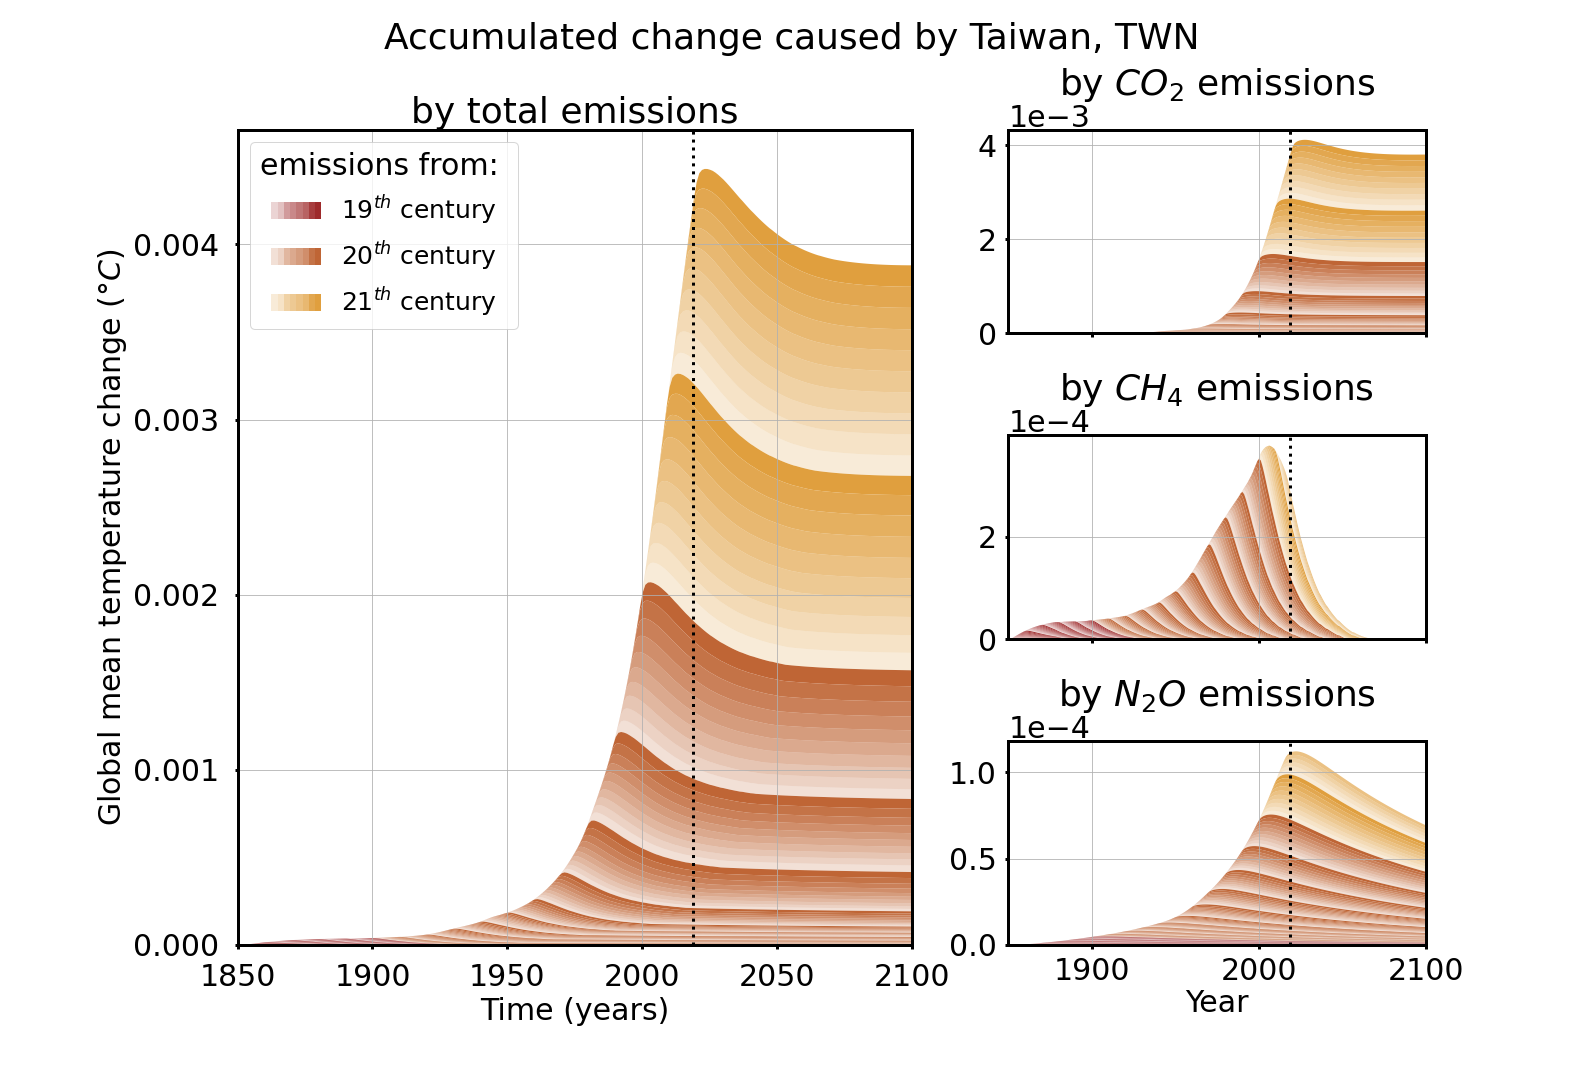 Accumulated change caused by Taiwan, TWN
by total emissions
emissions from:
19th century
20th century
21th century
Global mean temperature change (°C)
0.004
0.003
0.002
0.001
0.000
1850 1900 1950 2000 2050 2100
Time (years)
by CO₂ emissions
1e−3
4
2
0
by CH₄ emissions
1e−4
2
0
by N₂O emissions
1e−4
1.0
0.5
0.0
1900 2000 2100
Year